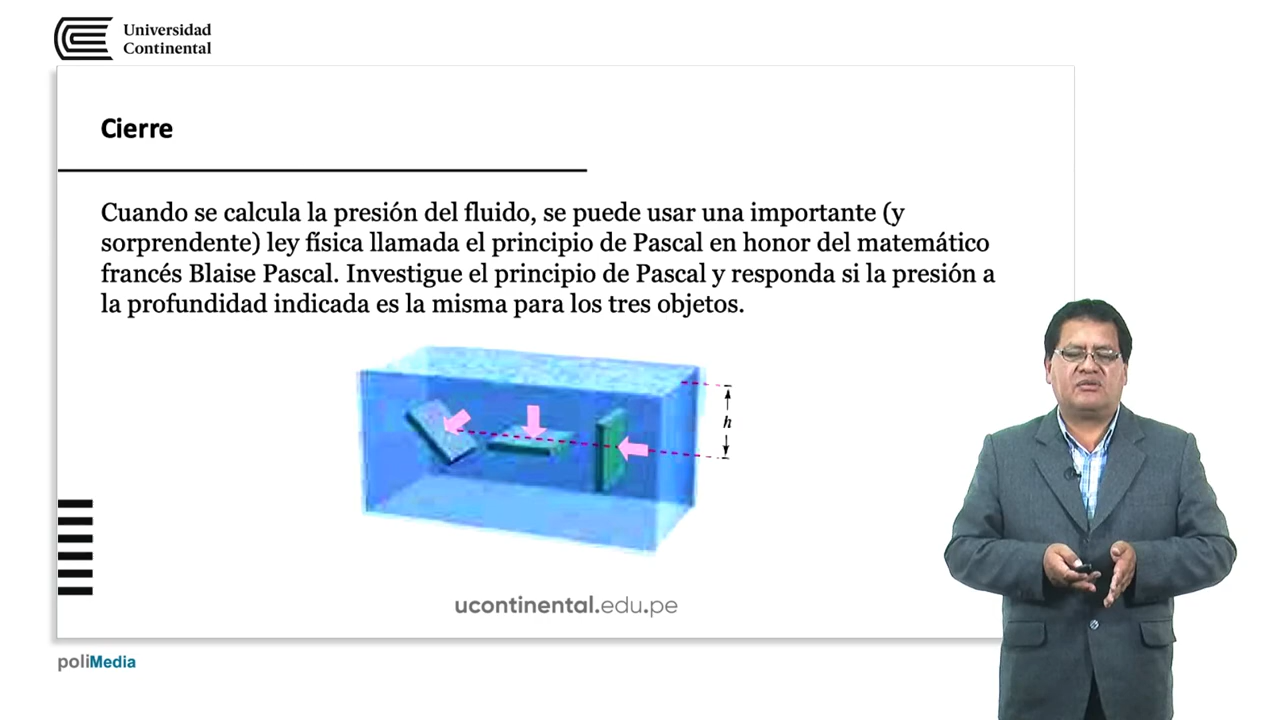 Universidad
Continental
Cierre
Cuando se calcula la presión del fluido, se puede usar una importante (y
sorprendente) ley física llamada el principio de Pascal en honor del matemático
francés Blaise Pascal. Investigue el principio de Pascal y responda si la presión a
la profundidad indicada es la misma para los tres objetos.
h
ucontinental.edu.pe
poliMedia